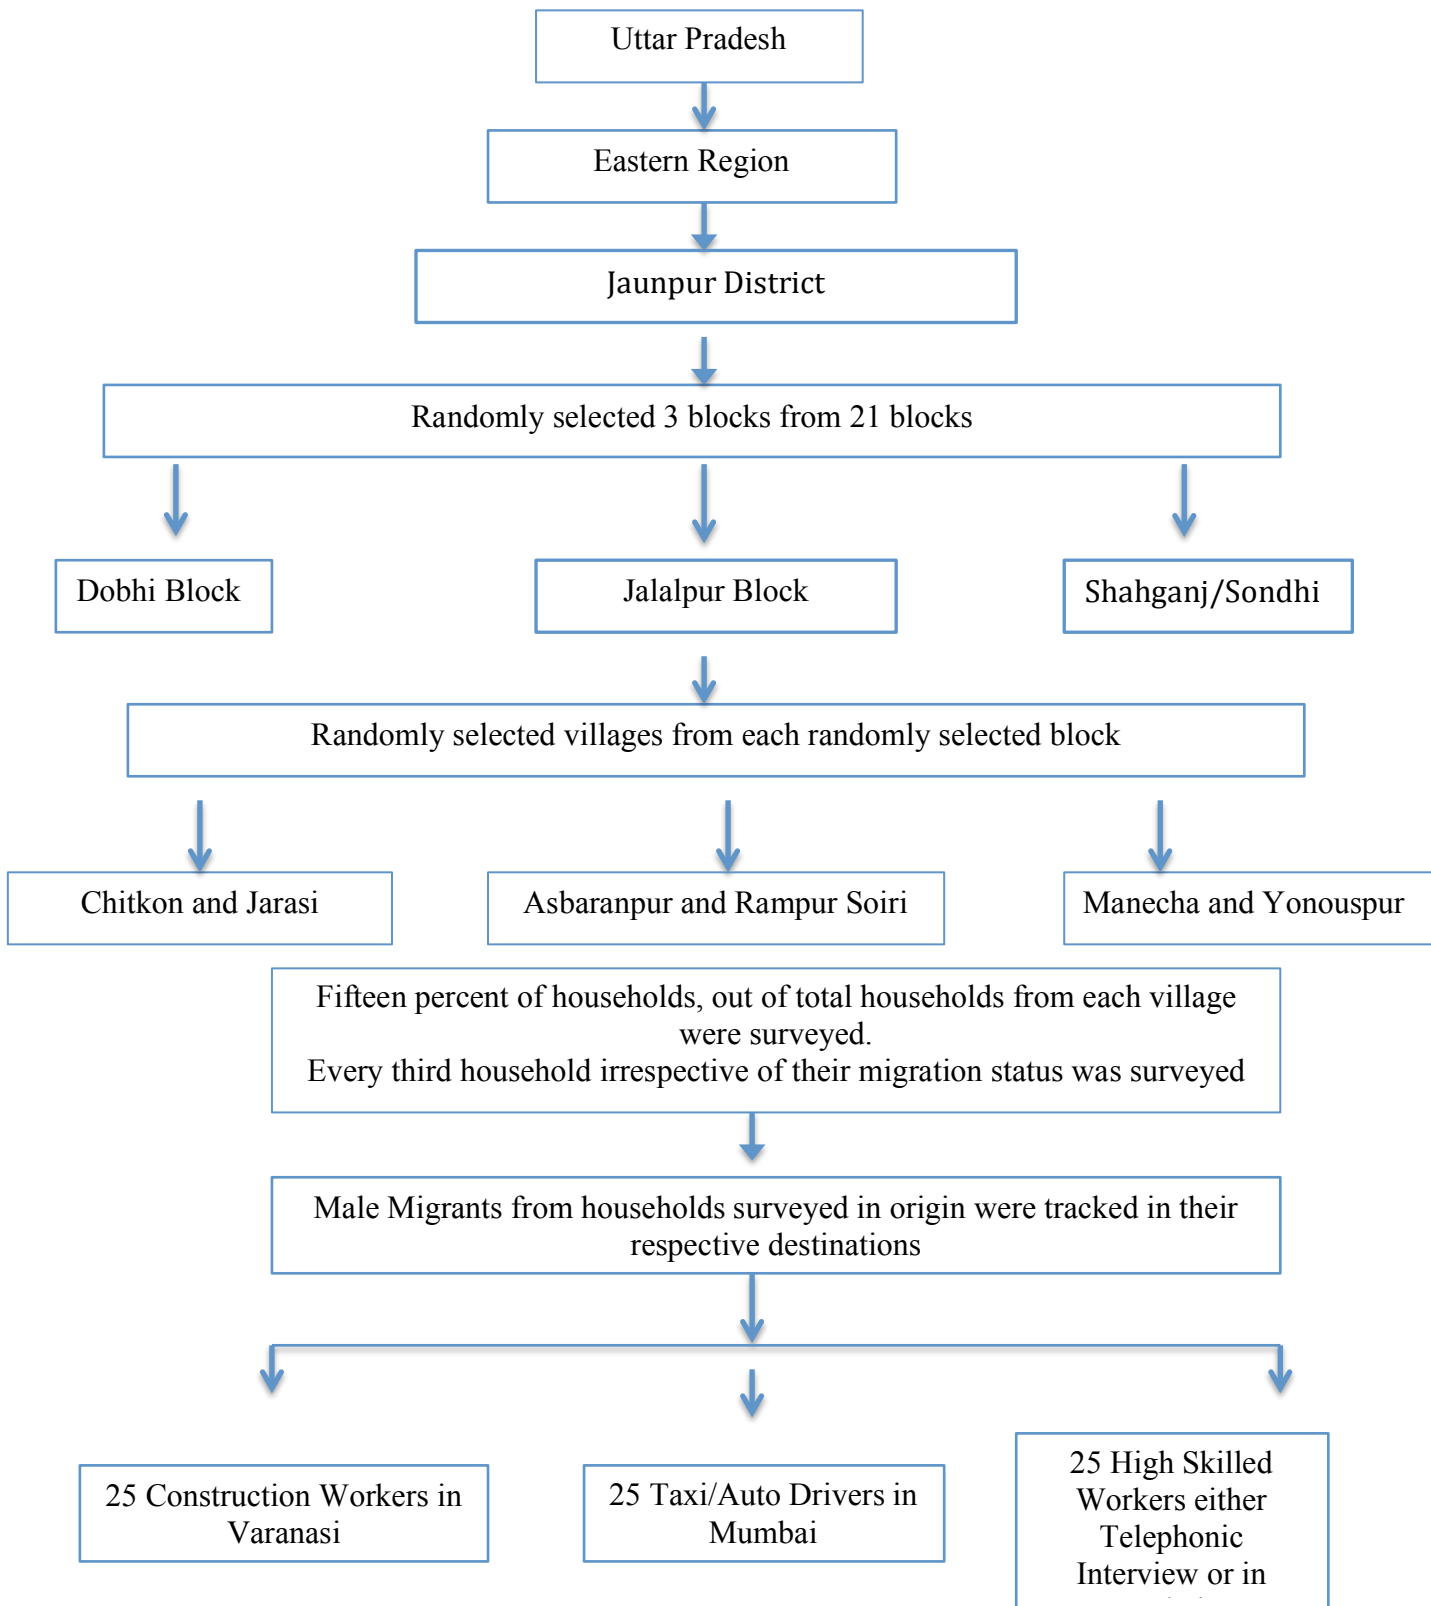 Uttar Pradesh
Eastern Region
Jaunpur District
Randomly selected 3 blocks from 21 blocks
Dobhi Block
Jalalpur Block
Shahganj/Sondhi
Randomly selected villages from each randomly selected block
Chitkon and Jarasi
Asbaranpur and Rampur Soiri
Manecha and Yonouspur
Fifteen percent of households, out of total households from each village
were surveyed.
Every third household irrespective of their migration status was surveyed
Male Migrants from households surveyed in origin were tracked in their
respective destinations
25 Construction Workers in
Varanasi
25 Taxi/Auto Drivers in
Mumbai
25 High Skilled
Workers either
Telephonic
Interview or in